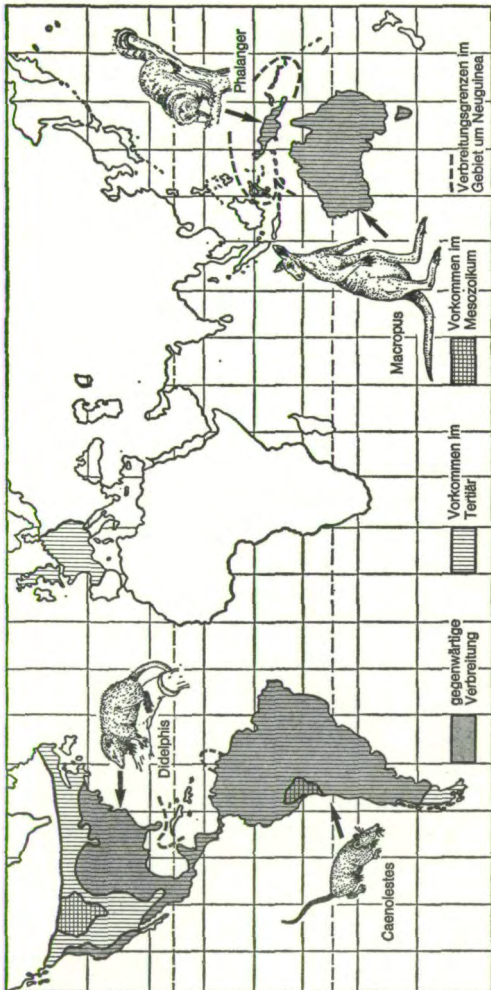 Didelphis
Caenolestes
Phalanger
Macropus
gegenwärtige
Verbreitung
Vorkommen im
Tertiär
Vorkommen im
Mesozoikum
Verbreitungsgrenzen im
Gebiet um Neuguinea